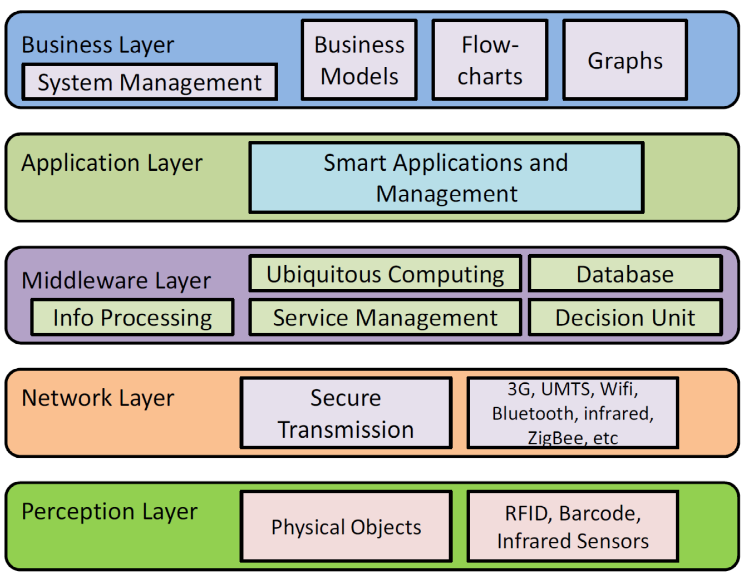 Business Layer
System Management
Business
Models
Flow-
charts
Graphs
Application Layer
Smart Applications and
Management
Middleware Layer
Ubiquitous Computing
Database
Info Processing
Service Management
Decision Unit
Network Layer
Secure
Transmission
3G, UMTS, Wifi,
Bluetooth, infrared,
ZigBee, etc
Perception Layer
Physical Objects
RFID, Barcode,
Infrared Sensors